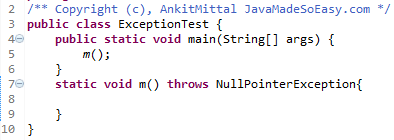 2 /** Copyright (c), AnkitMittal JavaMadeSoEasy.com */
3 public class ExceptionTest {
4 public static void main(String[] args) {
5 m();
6 }
7 static void m() throws NullPointerException{
8
9 }
10 }